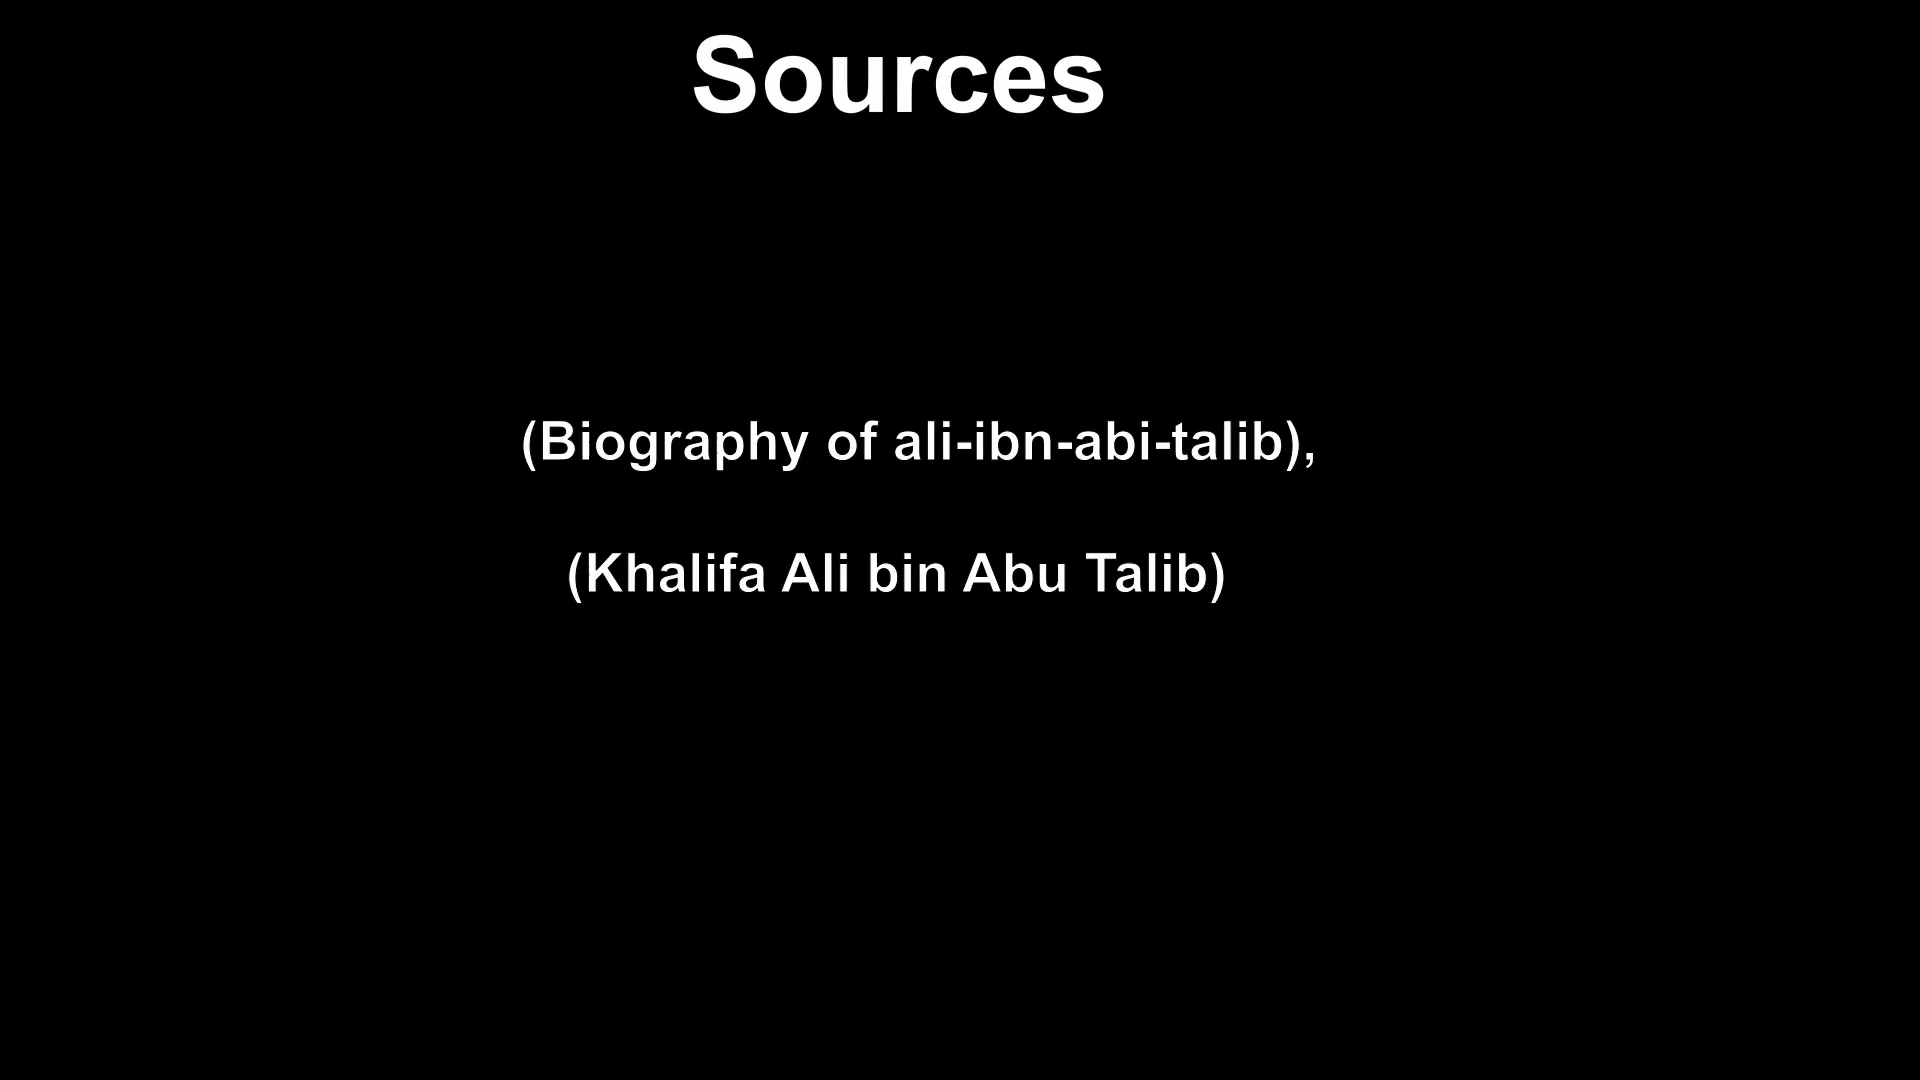 Sources
(Biography of ali-ibn-abi-talib),
(Khalifa Ali bin Abu Talib)